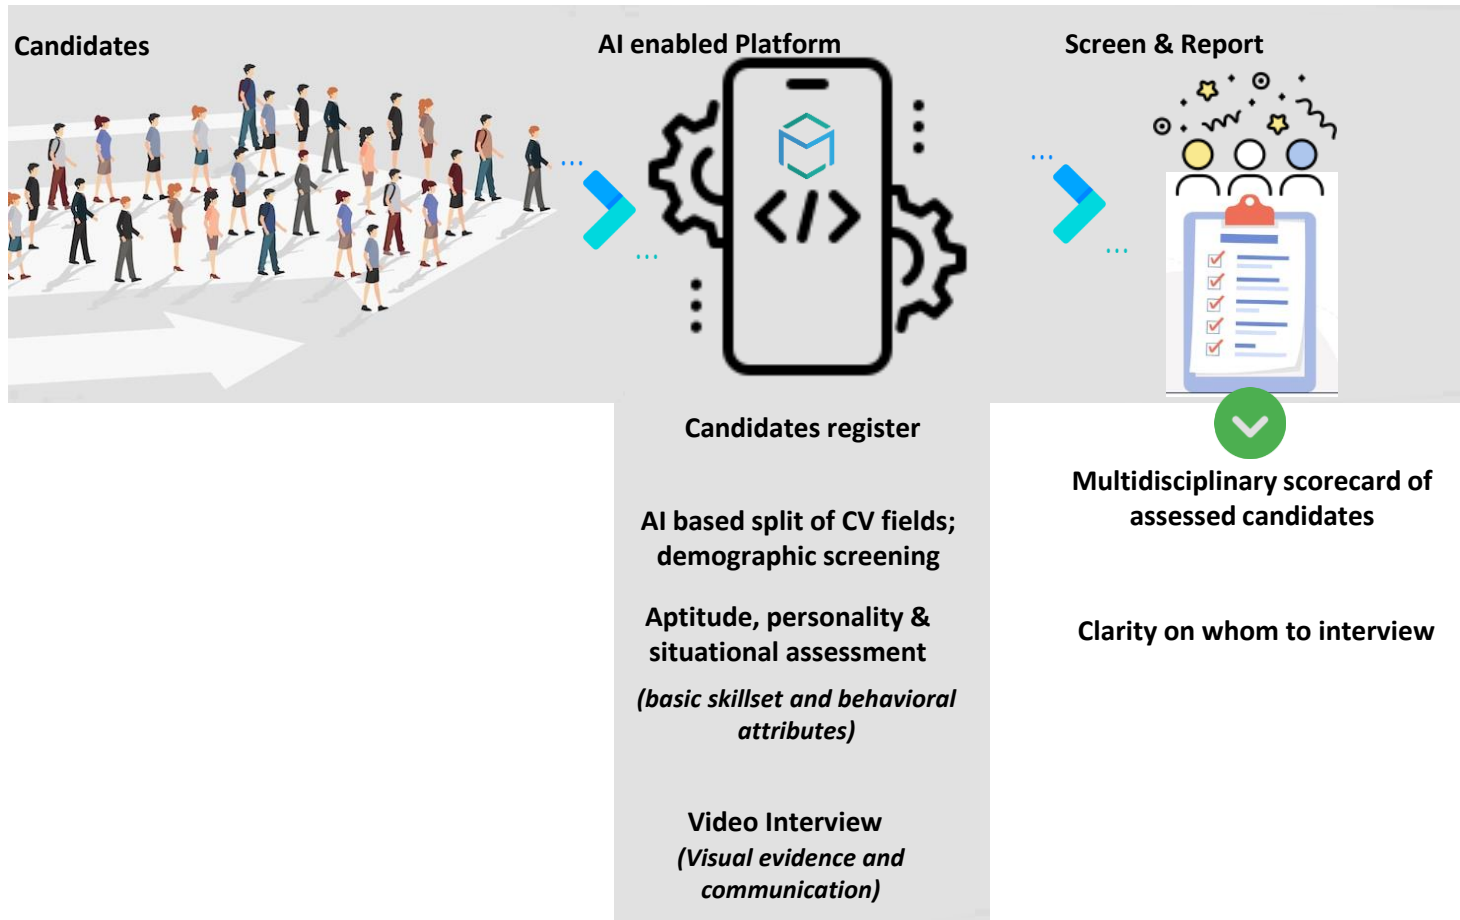 Candidates
AI enabled Platform
Screen & Report
</>
Candidates register
AI based split of CV fields;
demographic screening
Aptitude, personality &
situational assessment
(basic skillset and behavioral
attributes)
Video Interview
(Visual evidence and
communication)
Multidisciplinary scorecard of
assessed candidates
Clarity on whom to interview